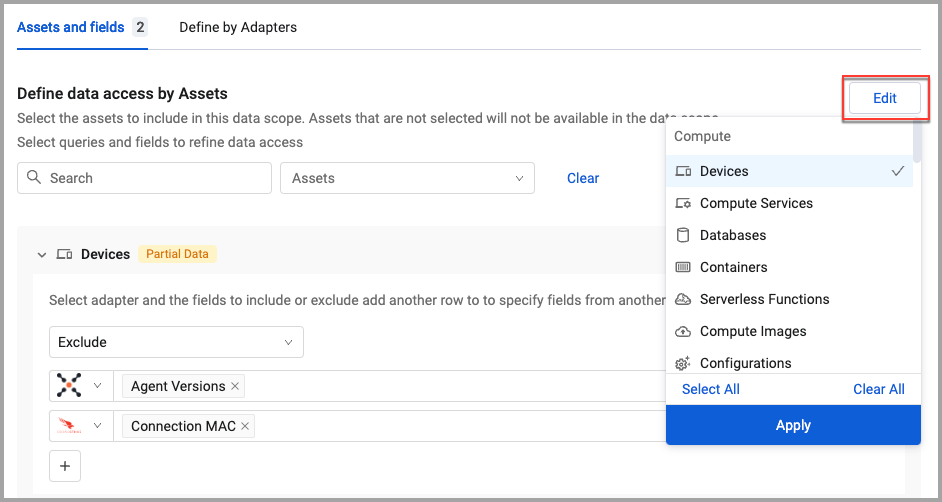 Assets and fields 2 Define by Adapters
Define data access by Assets
Edit
Select the assets to include in this data scope. Assets that are not selected will not be available in the data scope.
Select queries and fields to refine data access
Search
Assets
Clear
Compute
Devices
Compute Services
Databases
Containers
Serverless Functions
Compute Images
Configurations
Select All Clear All
Apply
Devices Partial Data
Select adapter and the fields to include or exclude add another row to to specify fields from another
Exclude
Agent Versions
Connection MAC